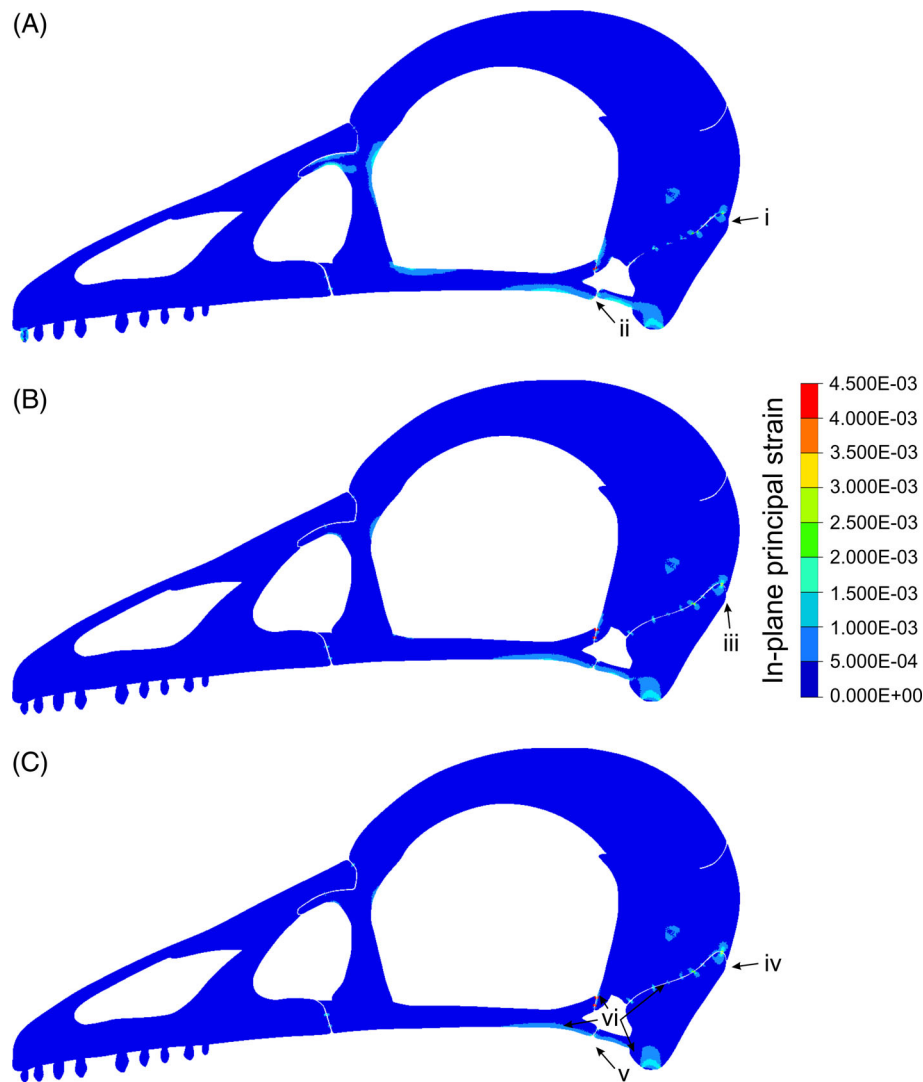 (A)
i
ii
(B)
In-plane principal strain
4.500E-03
4.000E-03
3.500E-03
3.000E-03
2.500E-03
2.000E-03
1.500E-03
1.000E-03
5.000E-04
0.000E+00
iii
(C)
iv
vi
v